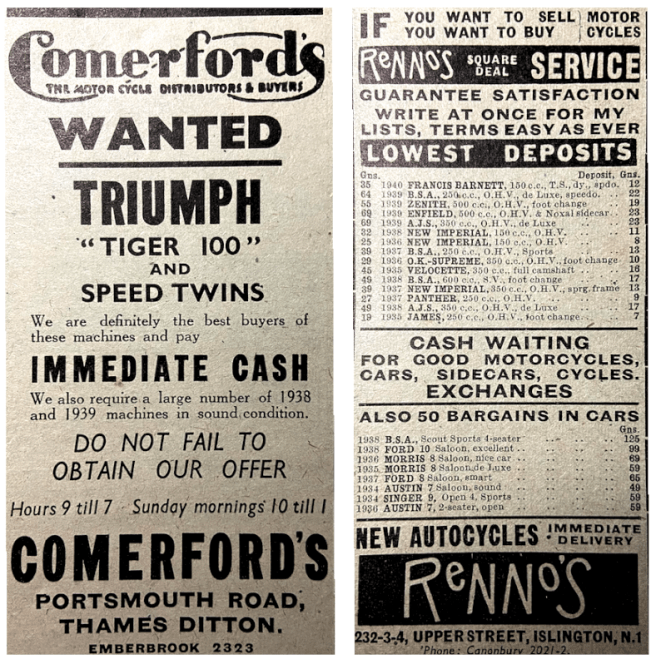 Comerford's
THE MOTOR CYCLE DISTRIBUTORS & BUYERS
WANTED
TRIUMPH
"TIGER 100"
AND
SPEED TWINS
We are definitely the best buyers of
these machines and pay
IMMEDIATE CASH
We also require a large number of 1938
and 1939 machines in sound condition.
DO NOT FAIL TO
OBTAIN OUR OFFER
Hours 9 till 7 Sunday mornings 10 till 1
COMERFORD'S
PORTSMOUTH ROAD,
THAMES DITTON.
EMBERBROOK 2323
IF YOU WANT TO SELL MOTOR
YOU WANT TO BUY CYCLES
RENNO'S SQUARE DEAL SERVICE
GUARANTEE SATISFACTION
WRITE AT ONCE FOR MY
LISTS, TERMS EASY AS EVER
LOWEST DEPOSITS
Gns. Deposit, Gns.
35 1940 FRANCIS BARNETT, 150 c.c., T.S., dy., spdo. 12
64 1939 B.S.A., 250 c.c., O.H.V., de Luxe, speedo. .. 22
55 1939 ZENITH, 500 c.c., O.H.V., foot change .. 19
69 1939 ENFIELD, 500 c.c., O.H.V. & Noxal sidecar.. 23
69 1939 A.J.S., 350 c.c., O.H.V., de Luxe .. 23
32 1938 NEW IMPERIAL, 150 c.c., O.H.V. .. 11
25 1936 NEW IMPERIAL, 150 c.c., O.H.V. .. 8
39 1937 B.S.A., 250 c.c., O.H.V., Sports .. 13
29 1936 O.K.-SUPREME, 350 c.c., O.H.V., foot change 10
45 1935 VELOCETTE, 350 c.c., full camshaft .. 16
49 1938 B.S.A., 600 c.c., S.V., foot change .. 17
39 1937 NEW IMPERIAL, 350 c.c., O.H.V., sprg. frame 13
27 1937 PANTHER, 250 c.c., O.H.V. .. 9
49 1938 A.J.S., 350 c.c., O.H.V., de Luxe .. 17
19 1935 JAMES, 250 c.c., O.H.V., foot change .. 7
CASH WAITING
FOR GOOD MOTORCYCLES,
CARS, SIDECARS, CYCLES.
EXCHANGES
ALSO 50 BARGAINS IN CARS
Gns.
1938 B.S.A., Scout Sports 4-seater .. 125
1938 FORD 10 Saloon, excellent .. 99
1936 MORRIS 8 Saloon, nice car .. 69
1935 MORRIS 8 Saloon de Luxe .. 59
1937 FORD 8 Saloon, smart .. 65
1934 AUSTIN 7 Saloon, sound .. 49
1934 SINGER 9, Open 4, Sports .. 59
1936 AUSTIN 7, 2-seater, open .. 59
NEW AUTOCYCLES : IMMEDIATE DELIVERY
RENNO'S
232-3-4, UPPER STREET, ISLINGTON, N.1
'Phone: Canonbury 2021-2.